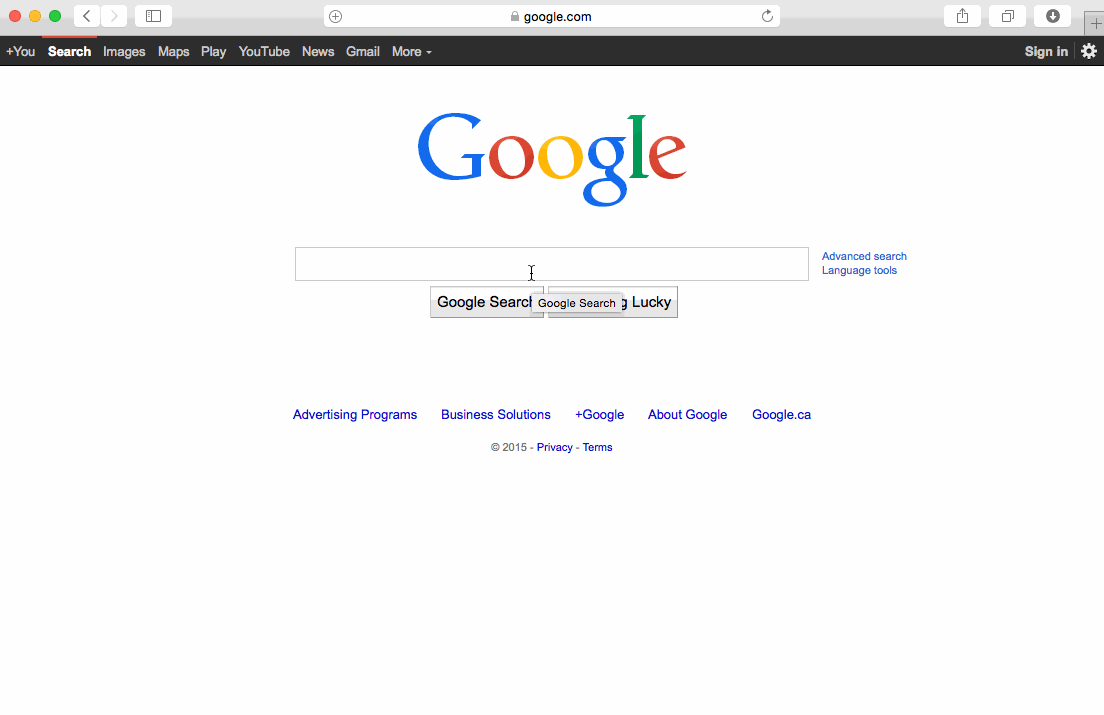 google.com
+You Search Images Maps Play YouTube News Gmail More Sign in
Google
Advanced search
Language tools
Google Search Google Search g Lucky
Advertising Programs Business Solutions +Google About Google Google.ca
© 2015 - Privacy - Terms